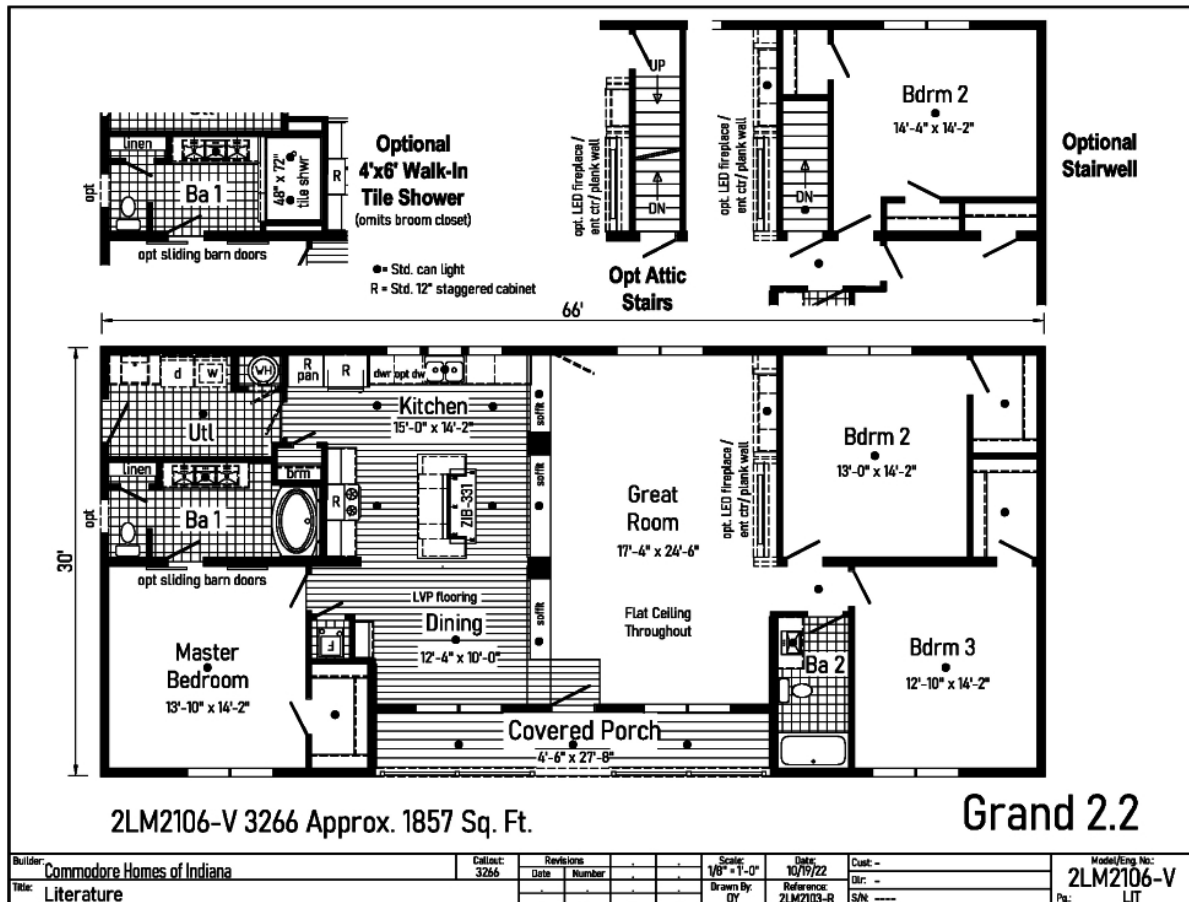 Utl
linen
Ba 1
opt
48" x 72"
tile shwr
R
opt sliding barn doors
Optional
4'x6' Walk-In
Tile Shower
(omits broom closet)
●= Std. can light
R = Std. 12" staggered cabinet
UP
DN
opt. LED fireplace /
ent ctr/ plank wall
Opt Attic
Stairs
opt. LED fireplace /
ent ctr/ plank wall
DN
Bdrm 2
14'-4" x 14'-2"
Optional
Stairwell
66'
30'
d
w
WH
R
pan
R
dwr
opt dw
Utl
Kitchen
15'-0" x 14'-2"
soffit
linen
brm
Ba 1
opt
R
ZIB-331
soffit
opt sliding barn doors
Great
Room
17'-4" x 24'-6"
Flat Ceiling
Throughout
opt. LED fireplace /
ent ctr/ plank wall
Bdrm 2
13'-0" x 14'-2"
LVP flooring
Dining
12'-4" x 10'-0"
soffit
F
Master
Bedroom
13'-10" x 14'-2"
Ba 2
Bdrm 3
12'-10" x 14'-2"
Covered Porch
4'-6" x 27'-8"
2LM2106-V 3266 Approx. 1857 Sq. Ft.
Grand 2.2
Builder: Commodore Homes of Indiana
Title: Literature
Callout:
3266
Revisions
Date Number
Scale:
1/8" = 1'-0"
Drawn By:
DY
Date:
10/19/22
Reference:
2LM2103-R
Cust: -
Dlr: -
S/N: ----
Model/Eng. No.:
2LM2106-V
Pg.: LIT